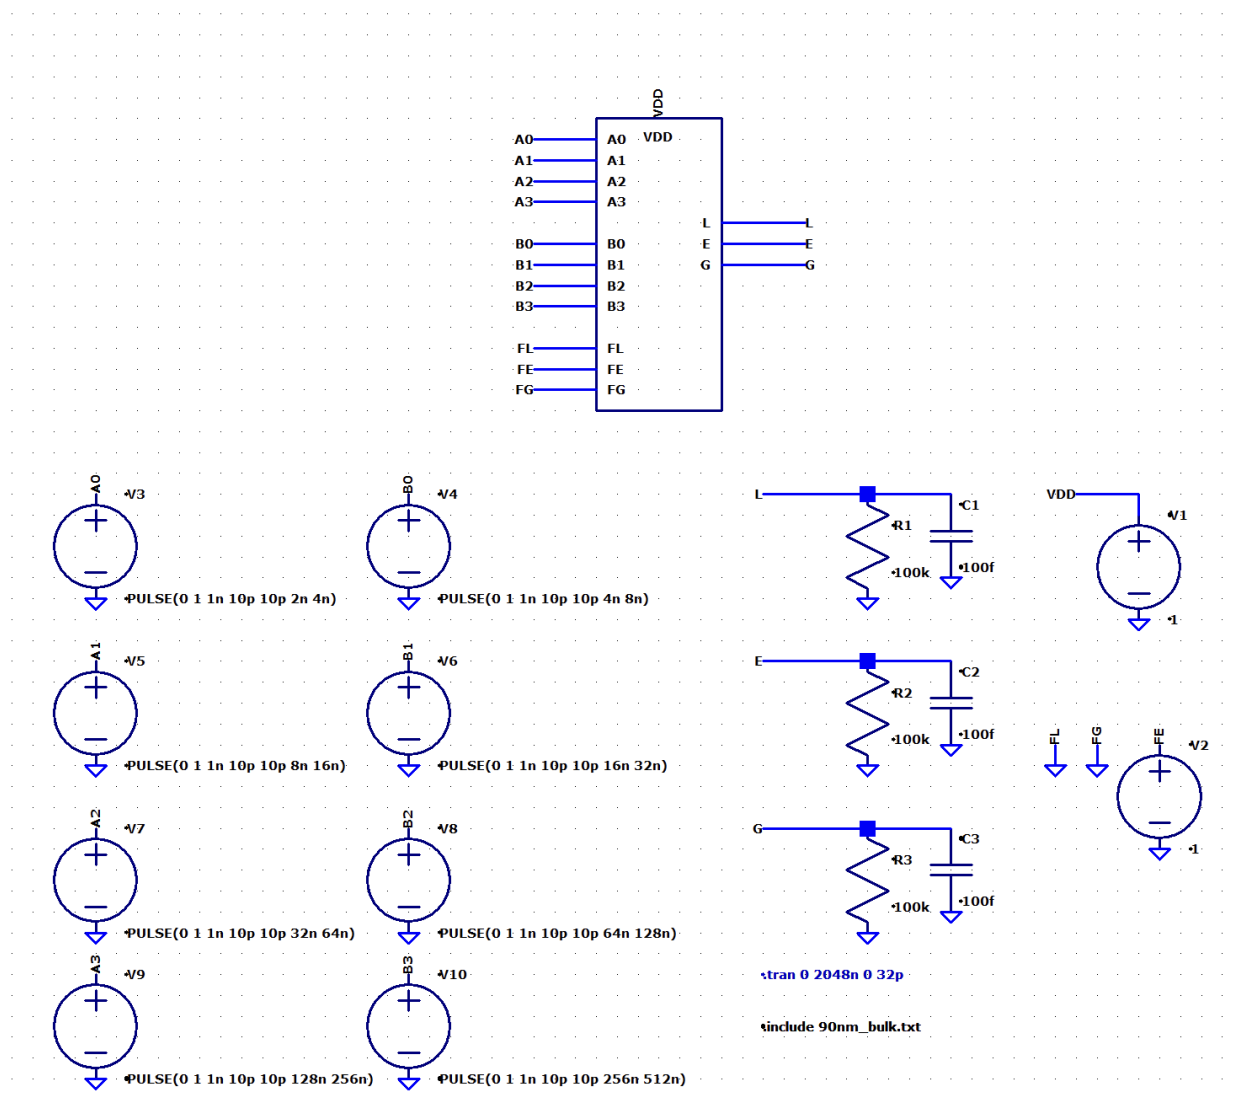 VDD
A0 A0 VDD
A1 A1
A2 A2
A3 A3
L L
B0 B0 E E
B1 B1 G G
B2 B2
B3 B3
FL FL
FE FE
FG FG
A0 V3
PULSE(0 1 1n 10p 10p 2n 4n)
B0 V4
PULSE(0 1 1n 10p 10p 4n 8n)
L
R1
100k
C1
100f
VDD
V1
1
A1 V5
PULSE(0 1 1n 10p 10p 8n 16n)
B1 V6
PULSE(0 1 1n 10p 10p 16n 32n)
E
R2
100k
C2
100f
FL FG FE V2
1
A2 V7
PULSE(0 1 1n 10p 10p 32n 64n)
B2 V8
PULSE(0 1 1n 10p 10p 64n 128n)
G
R3
100k
C3
100f
A3 V9
PULSE(0 1 1n 10p 10p 128n 256n)
B3 V10
PULSE(0 1 1n 10p 10p 256n 512n)
.tran 0 2048n 0 32p
.include 90nm_bulk.txt